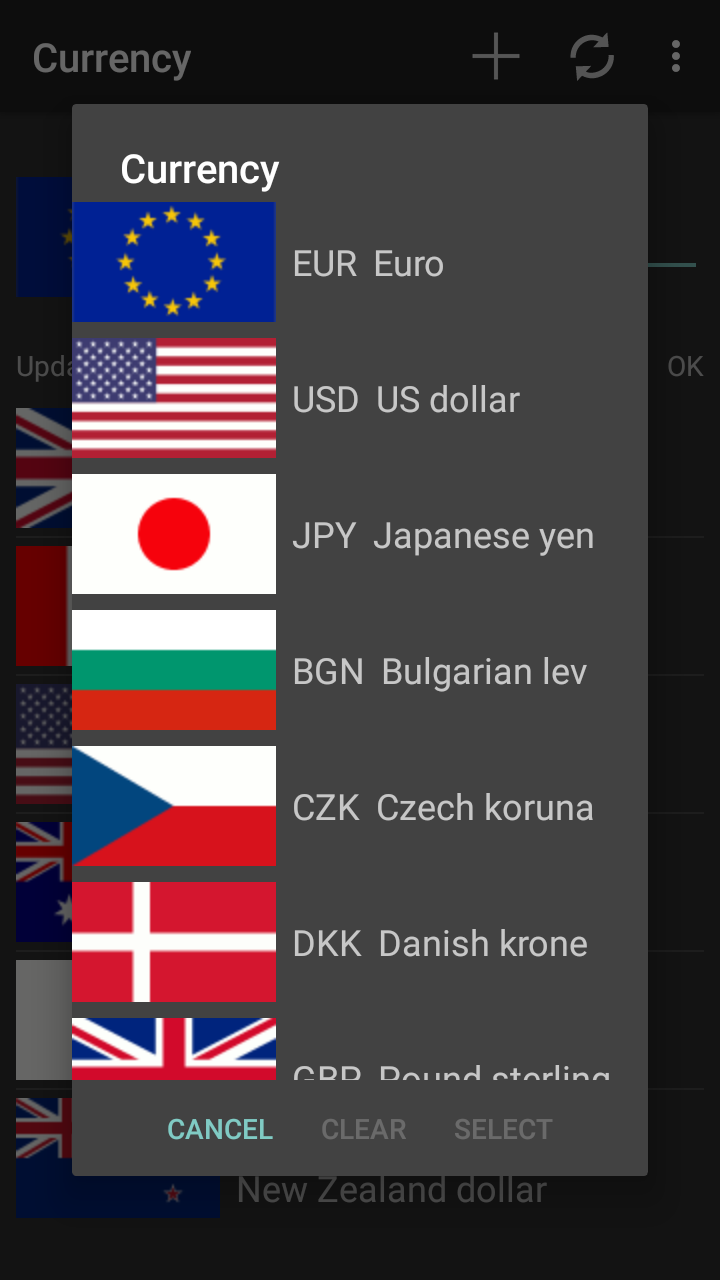 Currency
Currency
EUR Euro
USD US dollar
Upda
OK
JPY Japanese yen
BGN Bulgarian lev
CZK Czech koruna
DKK Danish krone
GBP Pound sterling
CANCEL CLEAR SELECT
New Zealand dollar